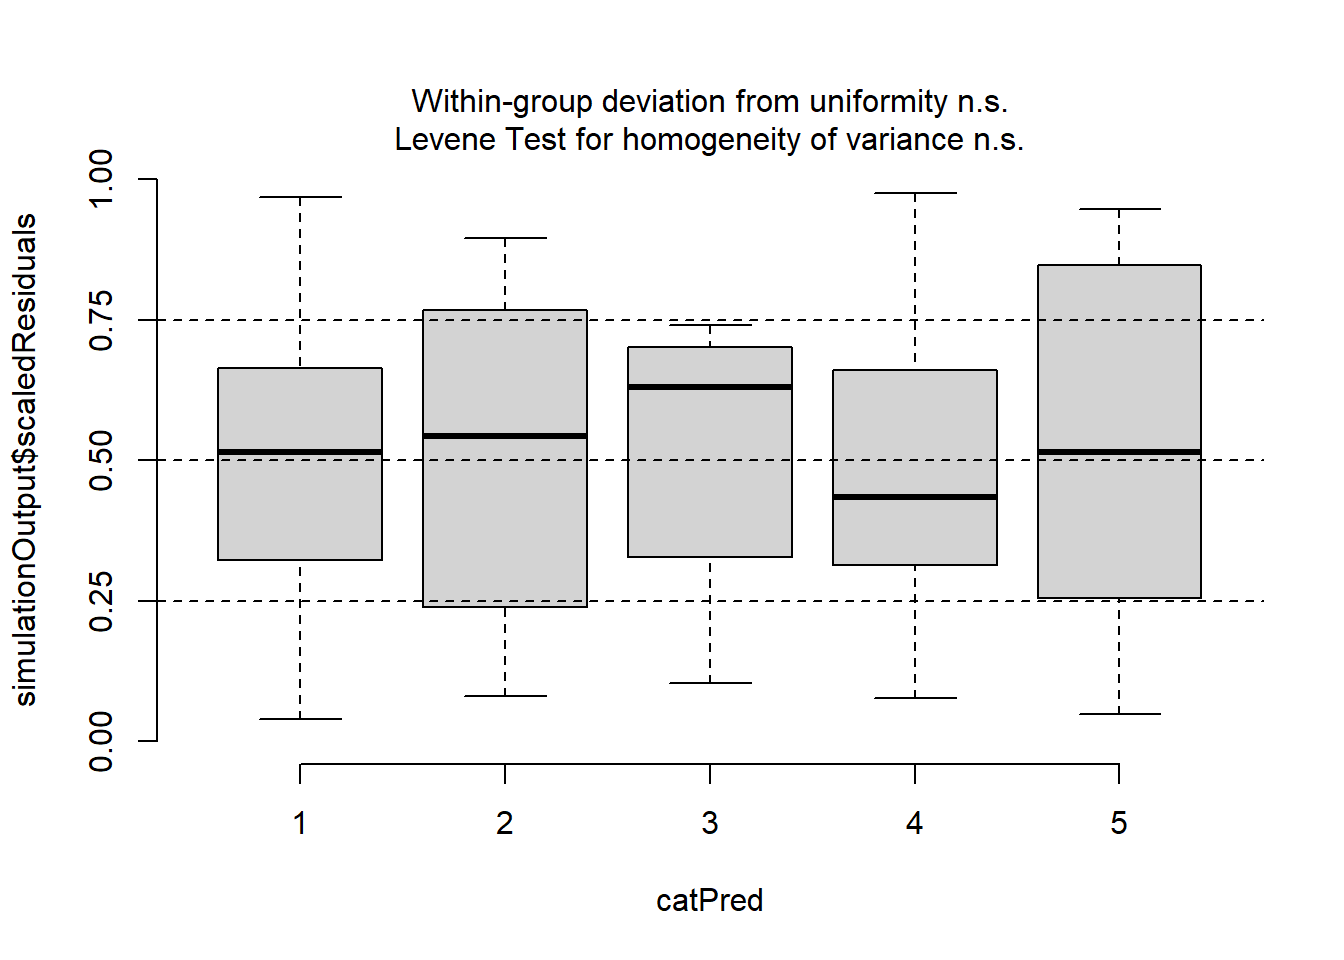 Within-group deviation from uniformity n.s.
Levene Test for homogeneity of variance n.s.
simulationOutput$scaledResiduals
1.00
0.75
0.50
0.25
0.00
1 2 3 4 5
catPred